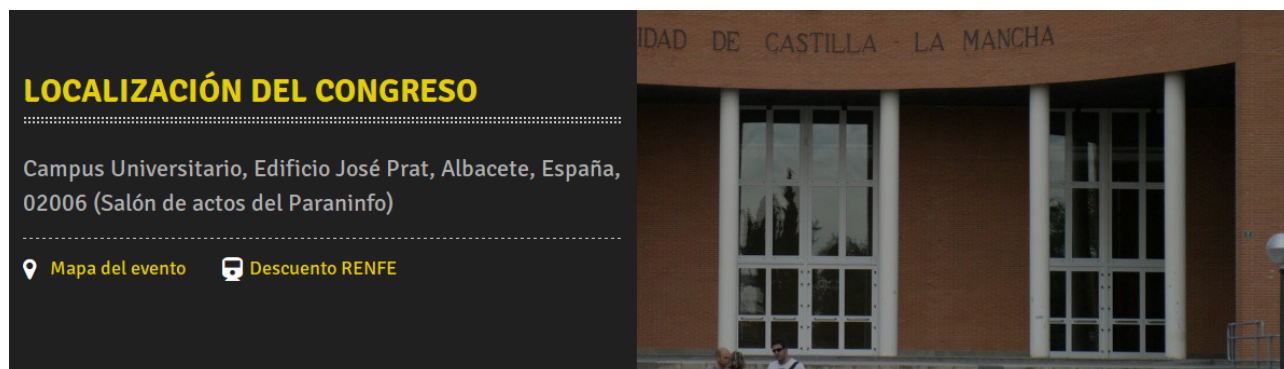 LOCALIZACIÓN DEL CONGRESO
Campus Universitario, Edificio José Prat, Albacete, España,
02006 (Salón de actos del Paraninfo)
Mapa del evento Descuento RENFE
IDAD DE CASTILLA - LA MANCHA